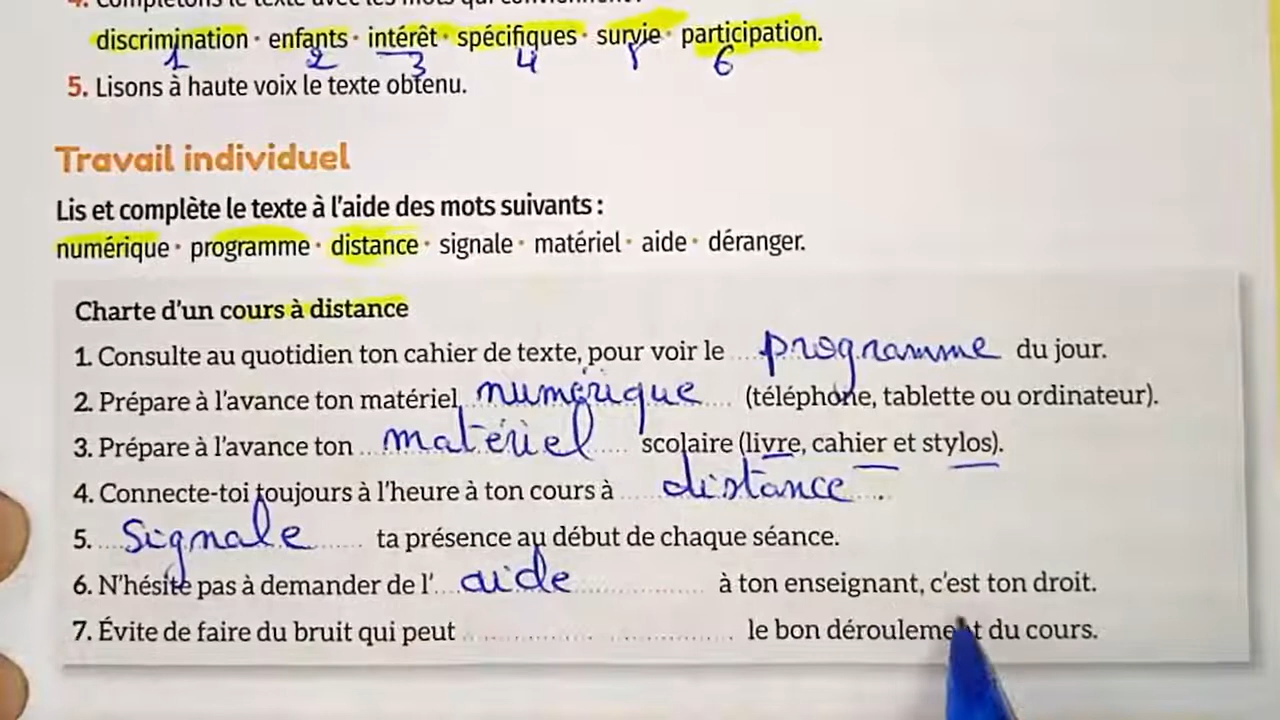 discrimination · enfants · intérêt · spécifiques · survie · participation.
1 2 3 4 5 6
5. Lisons à haute voix le texte obtenu.
Travail individuel
Lis et complète le texte à l'aide des mots suivants :
numérique · programme · distance · signale · matériel · aide · déranger.
Charte d'un cours à distance
1. Consulte au quotidien ton cahier de texte, pour voir le programme du jour.
2. Prépare à l'avance ton matériel numérique (téléphone, tablette ou ordinateur).
3. Prépare à l'avance ton matériel scolaire (livre, cahier et stylos).
4. Connecte-toi toujours à l'heure à ton cours à distance.
5. Signale ta présence au début de chaque séance.
6. N'hésite pas à demander de l'aide à ton enseignant, c'est ton droit.
7. Évite de faire du bruit qui peut .................. le bon déroulement du cours.